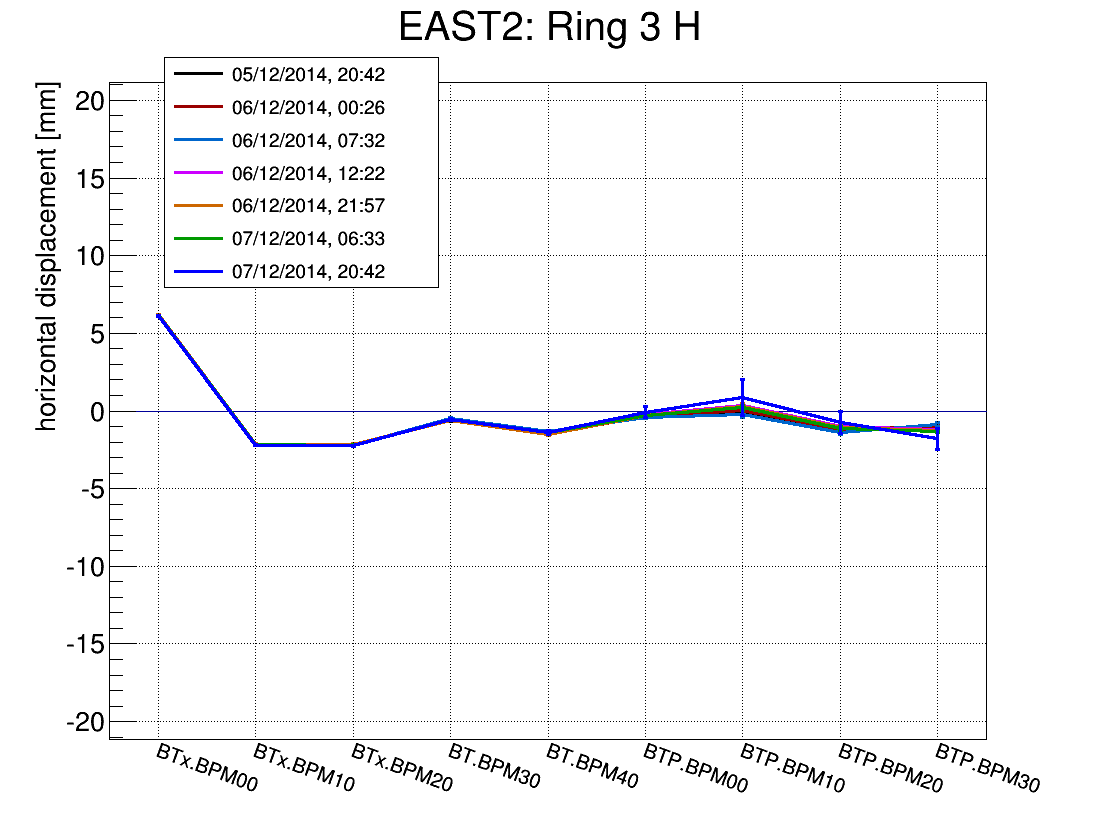 EAST2: Ring 3 H
05/12/2014, 20:42
06/12/2014, 00:26
06/12/2014, 07:32
06/12/2014, 12:22
06/12/2014, 21:57
07/12/2014, 06:33
07/12/2014, 20:42
horizontal displacement [mm]
20
15
10
5
0
-5
-10
-15
-20
BTx.BPM00
BTx.BPM10
BTx.BPM20
BT.BPM30
BT.BPM40
BTP.BPM00
BTP.BPM10
BTP.BPM20
BTP.BPM30